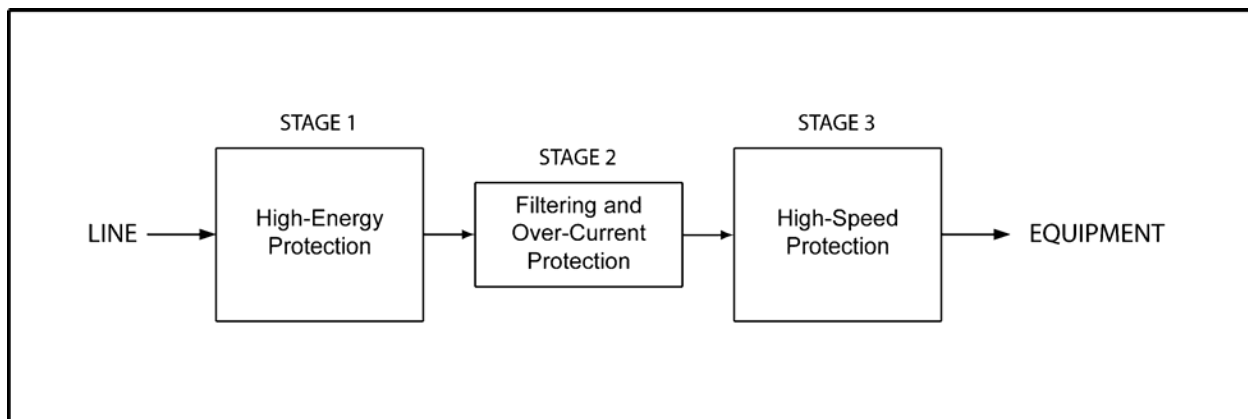 STAGE 1
STAGE 2
STAGE 3
LINE
High-Energy
Protection
Filtering and
Over-Current
Protection
High-Speed
Protection
EQUIPMENT